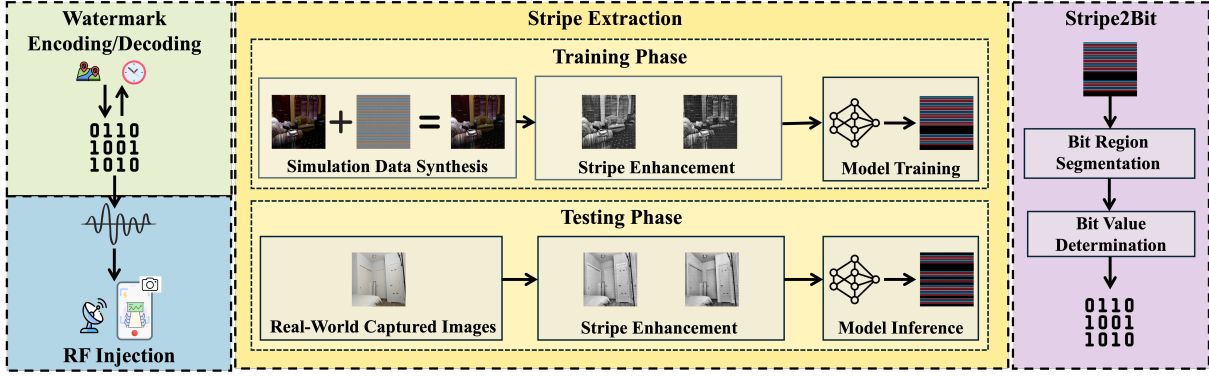 Watermark
Encoding/Decoding
0110
1001
1010
RF Injection
Stripe Extraction
Training Phase
Simulation Data Synthesis
Stripe Enhancement
Model Training
Testing Phase
Real-World Captured Images
Stripe Enhancement
Model Inference
Stripe2Bit
Bit Region
Segmentation
Bit Value
Determination
0110
1001
1010